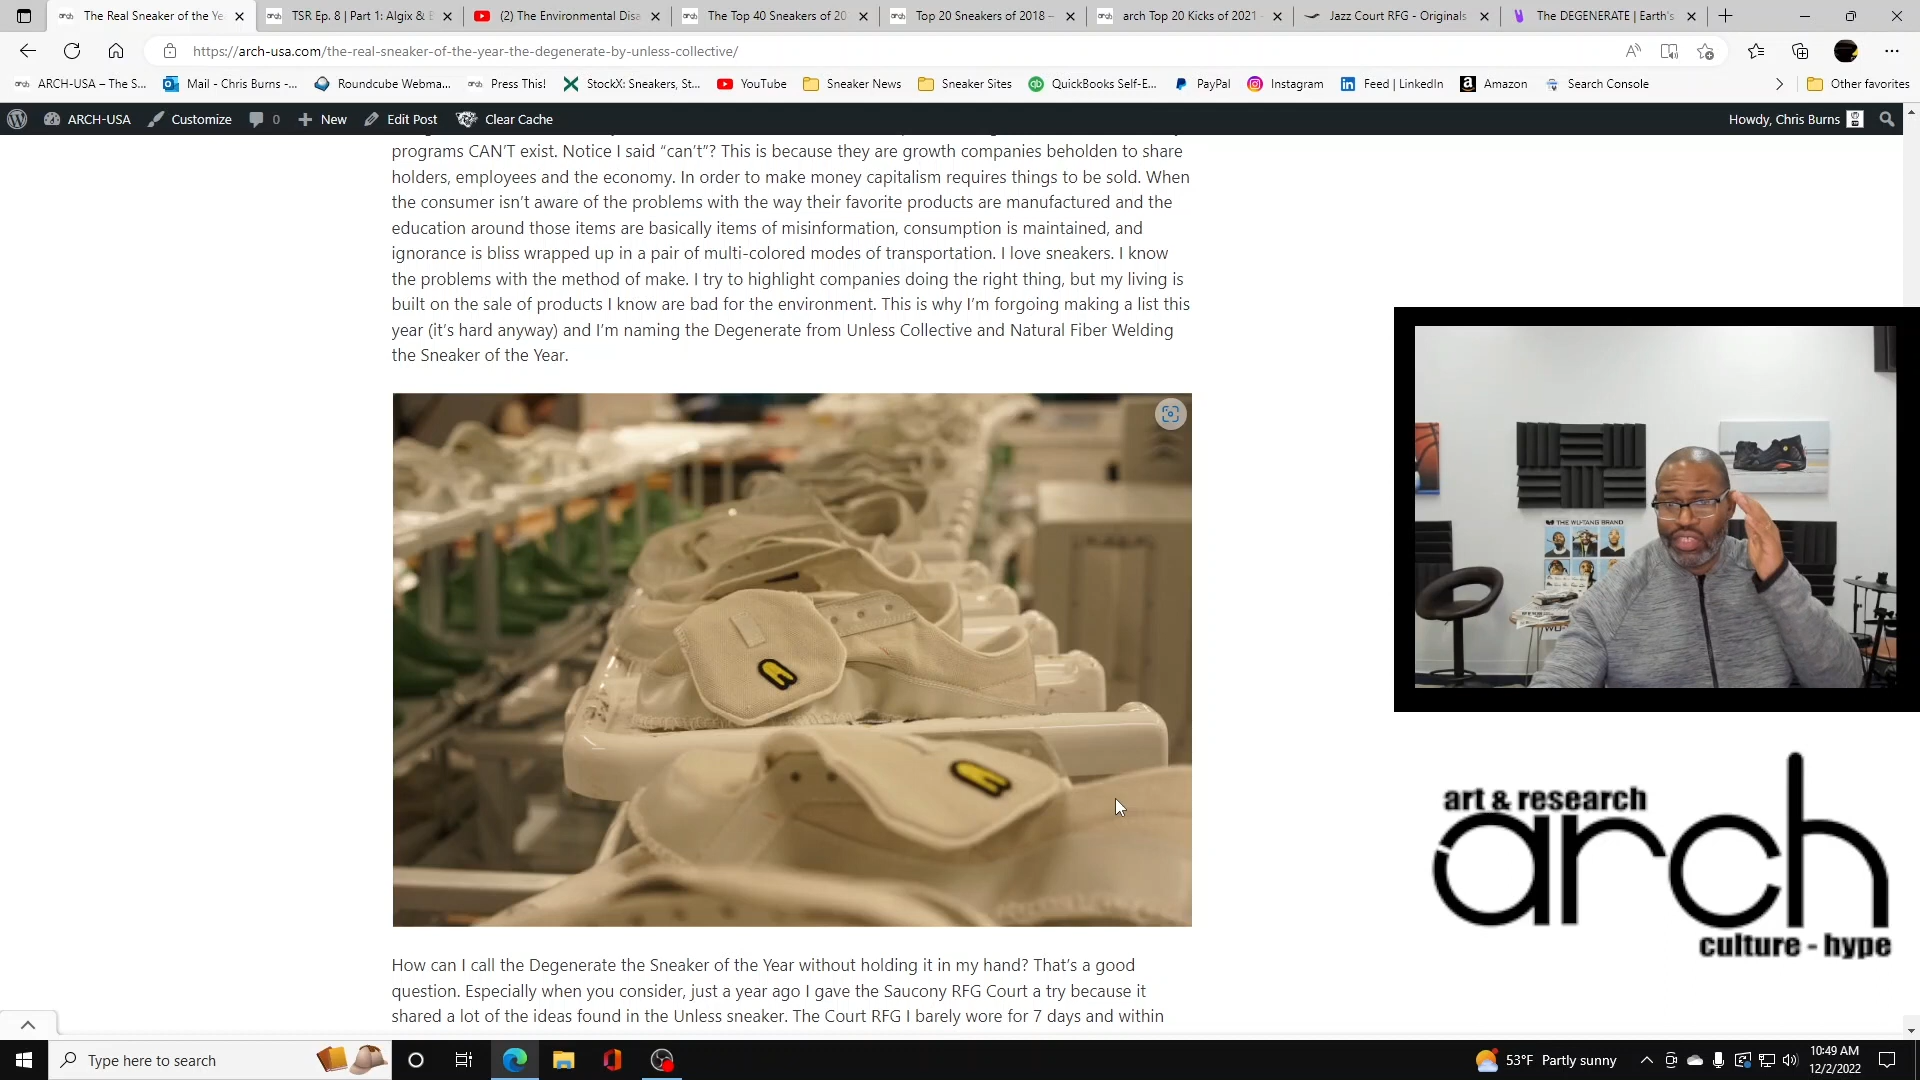 The Real Sneaker of the Ye
TSR Ep. 8 | Part 1: Algix & E
(2) The Environmental Disa
The Top 40 Sneakers of 20
Top 20 Sneakers of 2018 –
arch Top 20 Kicks of 2021 -
Jazz Court RFG - Originals
The DEGENERATE | Earth's
https://arch-usa.com/the-real-sneaker-of-the-year-the-degenerate-by-unless-collective/
ARCH-USA – The S...
Mail - Chris Burns -...
Roundcube Webma...
Press This!
StockX: Sneakers, St...
YouTube
Sneaker News
Sneaker Sites
QuickBooks Self-E...
PayPal
Instagram
Feed | LinkedIn
Amazon
Search Console
Other favorites
ARCH-USA
Customize
0
New
Edit Post
Clear Cache
Howdy, Chris Burns
programs CAN'T exist. Notice I said “can't”? This is because they are growth companies beholden to share
holders, employees and the economy. In order to make money capitalism requires things to be sold. When
the consumer isn't aware of the problems with the way their favorite products are manufactured and the
education around those items are basically items of misinformation, consumption is maintained, and
ignorance is bliss wrapped up in a pair of multi-colored modes of transportation. I love sneakers. I know
the problems with the method of make. I try to highlight companies doing the right thing, but my living is
built on the sale of products I know are bad for the environment. This is why I'm forgoing making a list this
year (it's hard anyway) and I'm naming the Degenerate from Unless Collective and Natural Fiber Welding
the Sneaker of the Year.
THE WU-TANG BRAND
art & research
arch
culture - hype
How can I call the Degenerate the Sneaker of the Year without holding it in my hand? That's a good
question. Especially when you consider, just a year ago I gave the Saucony RFG Court a try because it
shared a lot of the ideas found in the Unless sneaker. The Court RFG I barely wore for 7 days and within
Type here to search
53°F Partly sunny
10:49 AM
12/2/2022